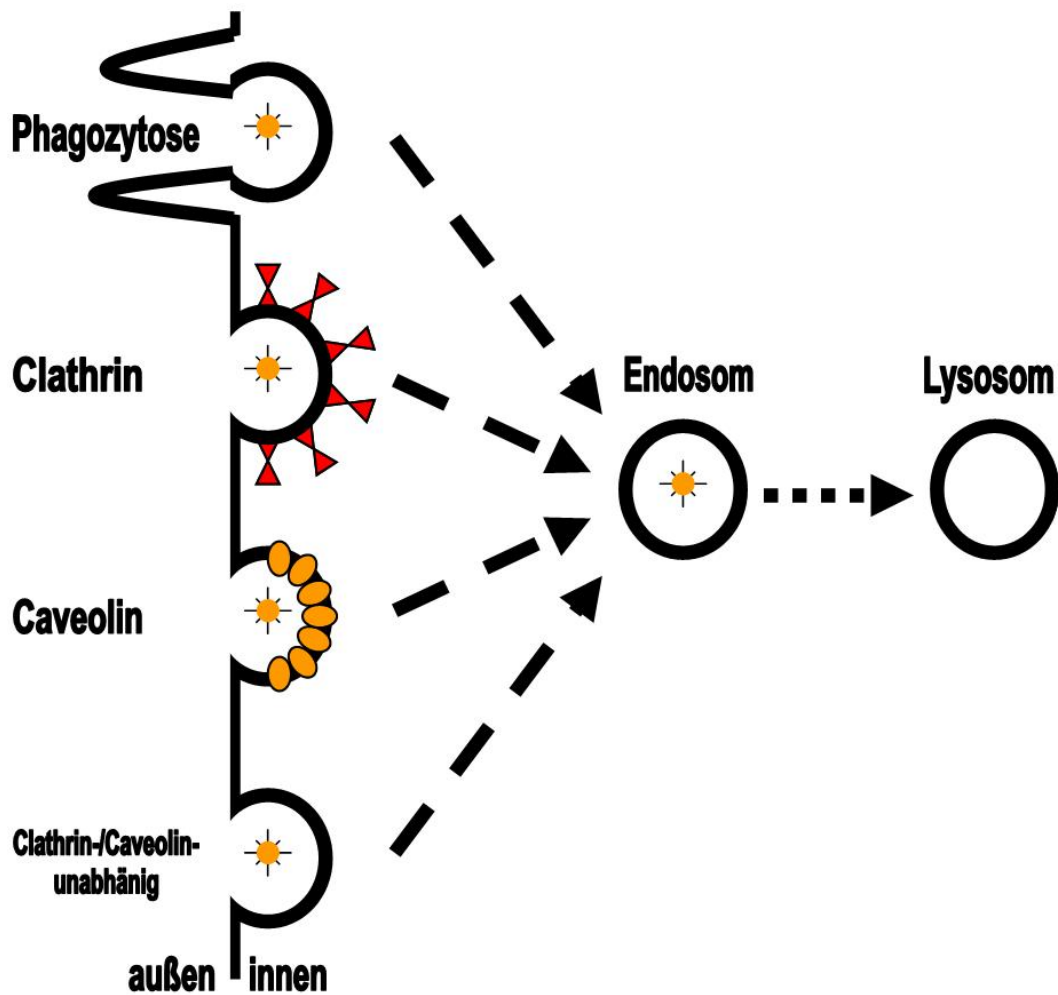 Phagozytose
Clathrin
Endosom
Lysosom
Caveolin
Clathrin-/Caveolin-
unabhänig
außen
innen